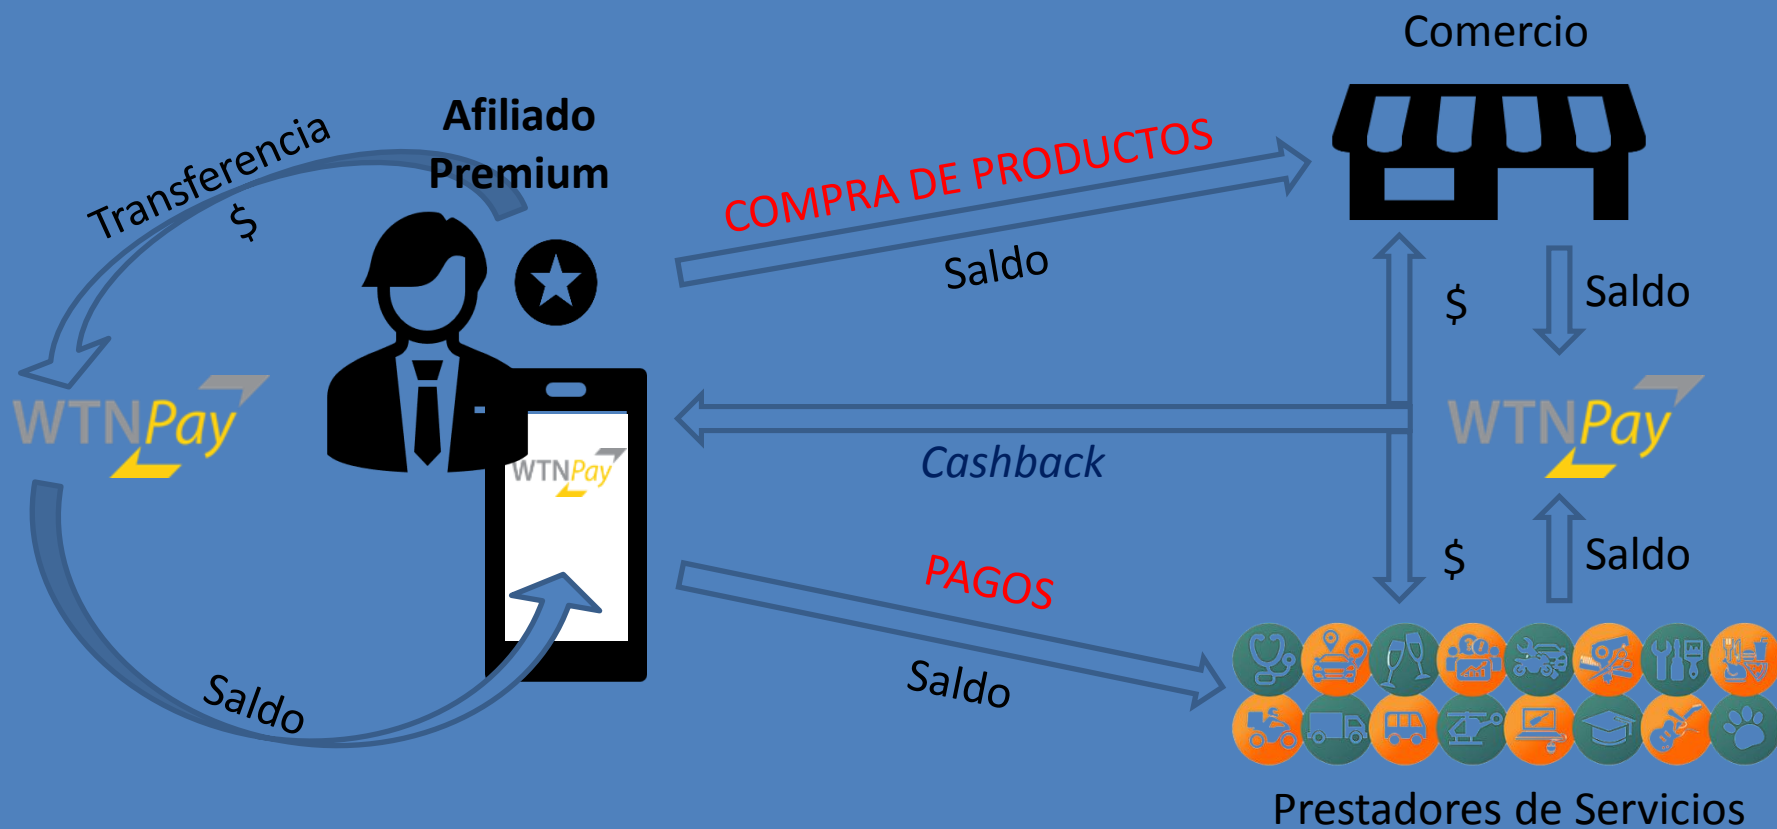 Comercio
Afiliado
Premium
Transferencia
$
COMPRA DE PRODUCTOS
Saldo
$
Saldo
WTNPay
WTNPay
Cashback
WTNPay
PAGOS
Saldo
$
Saldo
Saldo
Prestadores de Servicios